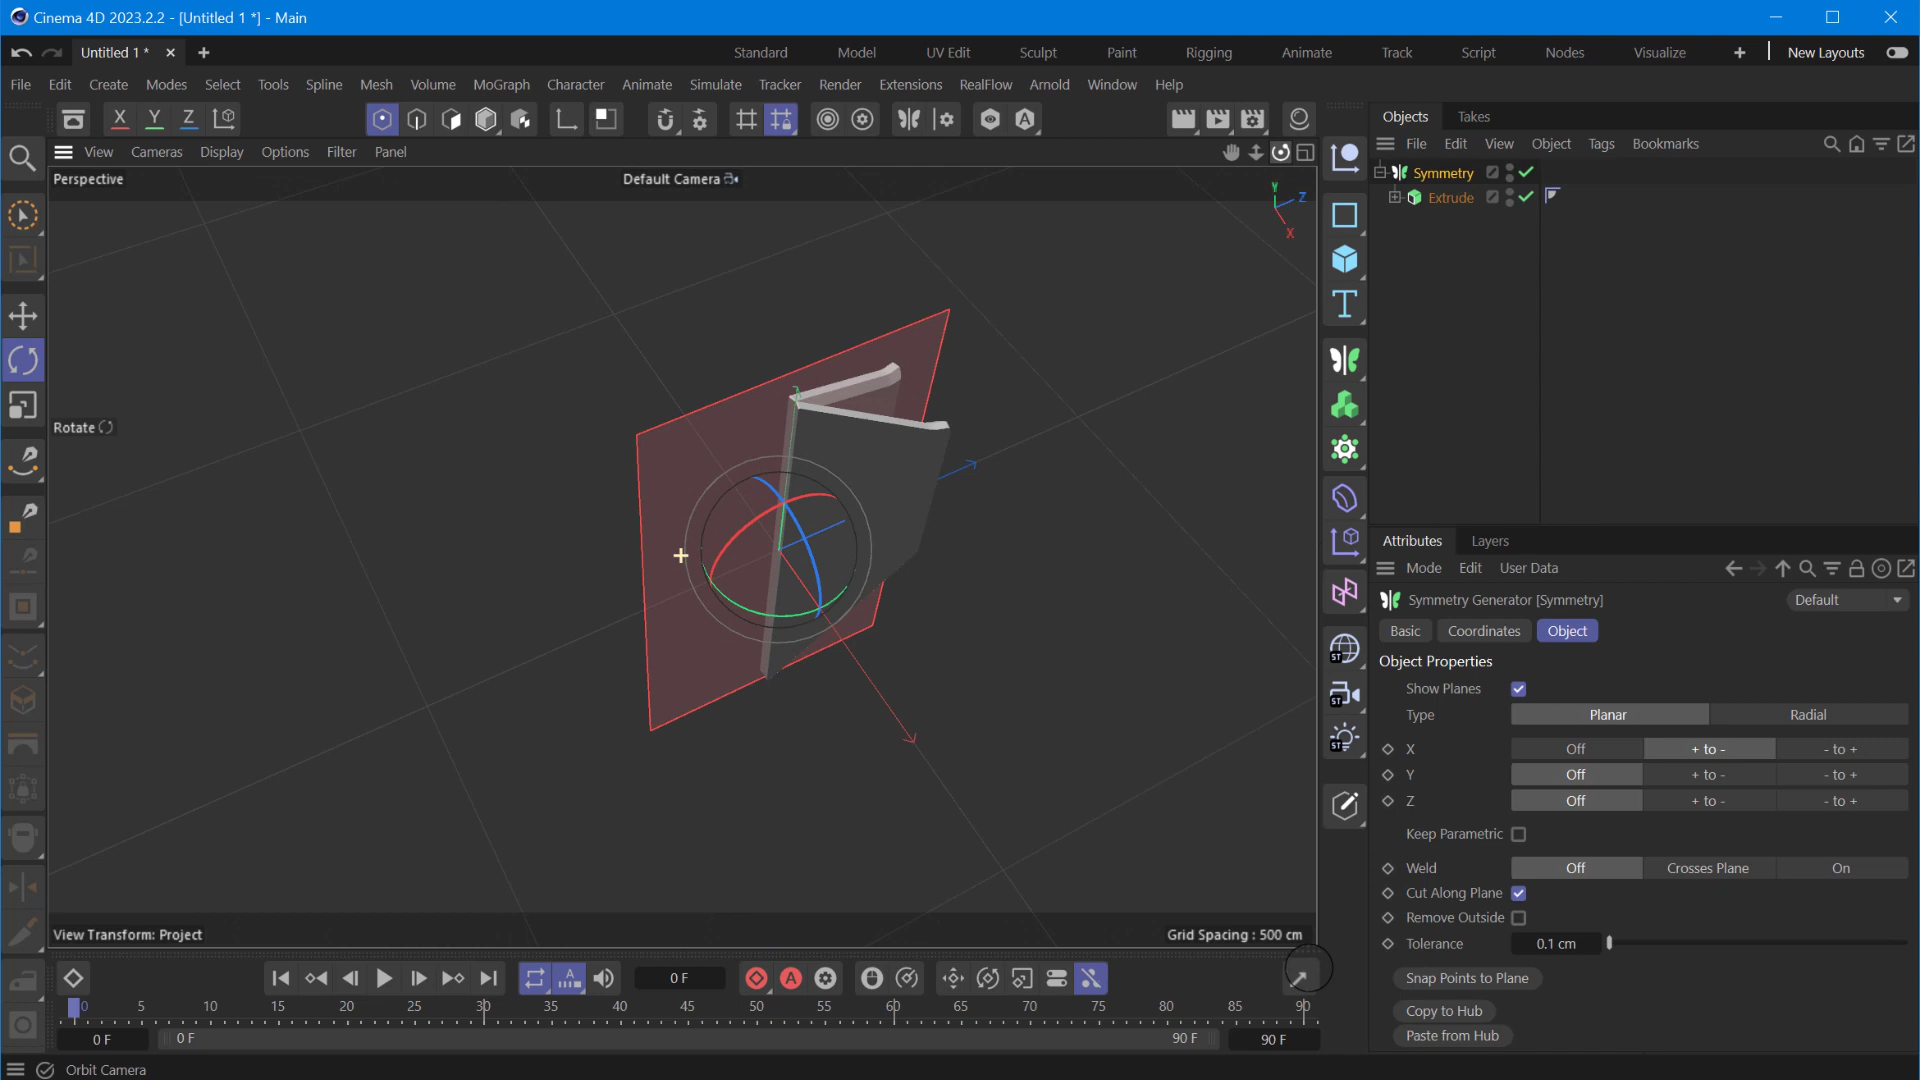 Cinema 4D 2023.2.2 - [Untitled 1 *] - Main
Untitled 1 *
Standard Model UV Edit Sculpt Paint Rigging Animate Track Script Nodes Visualize New Layouts
File Edit Create Modes Select Tools Spline Mesh Volume MoGraph Character Animate Simulate Tracker Render Extensions RealFlow Arnold Window Help
X Y Z
View Cameras Display Options Filter Panel
Perspective
Default Camera
Y
Z
X
Rotate
View Transform: Project
Grid Spacing : 500 cm
Objects Takes
File Edit View Object Tags Bookmarks
Symmetry
Extrude
ST
ST
ST
Attributes Layers
Mode Edit User Data
Symmetry Generator [Symmetry]
Default
Basic Coordinates Object
Object Properties
Show Planes
Type Planar Radial
X Off + to - - to +
Y Off + to - - to +
Z Off + to - - to +
Keep Parametric
Weld Off Crosses Plane On
Cut Along Plane
Remove Outside
Tolerance 0.1 cm
Snap Points to Plane
Copy to Hub
Paste from Hub
A
0 F
A
0 5 10 15 20 25 30 35 40 45 50 55 60 65 70 75 80 85 90
0 F
0 F
90 F
90 F
Orbit Camera